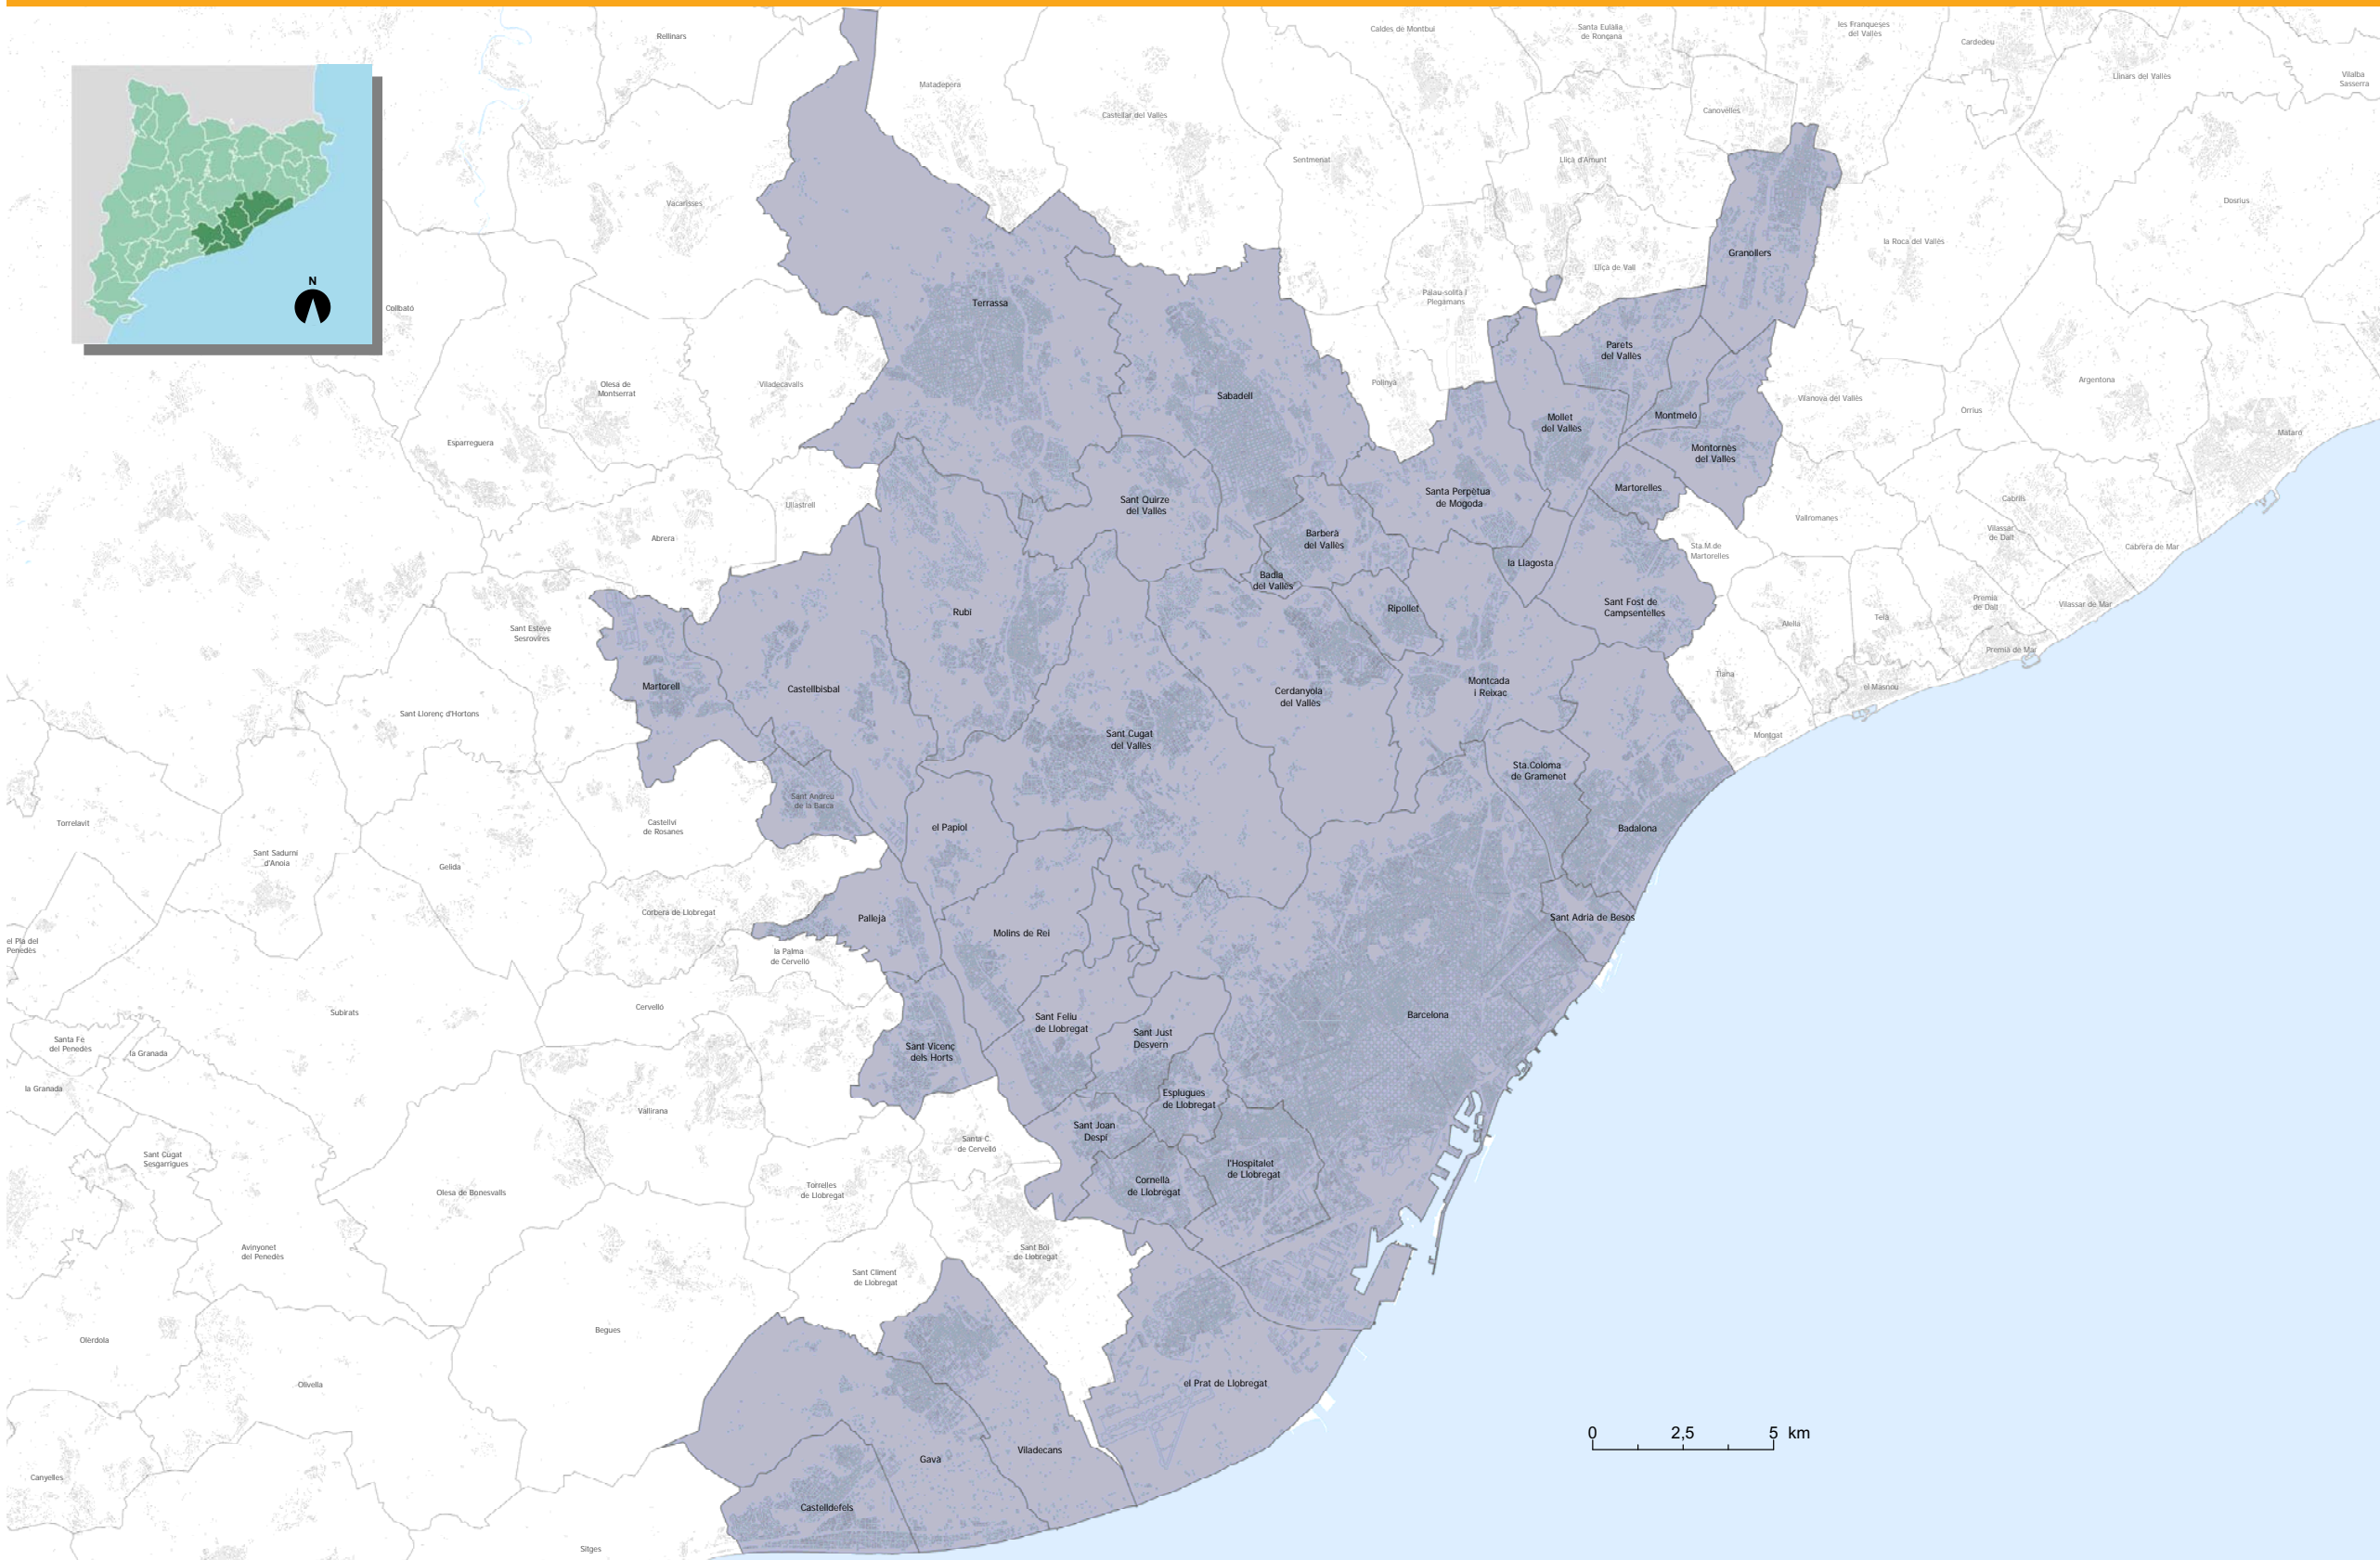 Rellinars
Matadepera
Caldes de Montbui
Santa Eulàlia
de Ronçana
les Franqueses
del Vallès
Cardedeu
Llinars del Vallès
Vilalba
Sasserra
Castellar del Vallès
Canovelles
Sentmenat
Lliçà d'Amunt
Vacarisses
Dosrius
la Roca del Vallès
Granollers
Lliçà de Vall
N
Collbató
Terrassa
Palau-solità i
Plegamans
Parets
del Vallès
Olesa de
Montserrat
Viladecavalls
Sabadell
Polinyà
Argentona
Vilanova del Vallès
Òrrius
Mollet
del Vallès
Montmeló
Mataró
Esparreguera
Montornès
del Vallès
Ullastrell
Sant Quirze
del Vallès
Santa Perpètua
de Mogoda
Martorelles
Cabrils
Vallromanes
Vilassar
de Dalt
Abrera
Barberà
del Vallès
Sta.M.de
Martorelles
Cabrera de Mar
la Llagosta
Badia
del Vallès
Rubí
Ripollet
Sant Fost de
Campsentelles
Premià
de Dalt
Vilassar de Mar
Alella
Teià
Sant Esteve
Sesrovires
Premià de Mar
Martorell
Castellbisbal
Cerdanyola
del Vallès
Montcada
i Reixac
Tiana
el Masnou
Sant Llorenç d'Hortons
Sant Cugat
del Vallès
Montgat
Sta.Coloma
de Gramenet
Sant Andreu
de la Barca
Torrelavit
Castellví
de Rosanes
el Papiol
Badalona
Sant Sadurní
d'Anoia
Gelida
Corbera de Llobregat
Pallejà
Sant Adrià de Besòs
Molins de Rei
el Pla del
Penedès
la Palma
de Cervelló
Cervelló
Subirats
Sant Feliu
de Llobregat
Barcelona
Sant Just
Desvern
Santa Fe
del Penedès
la Granada
Sant Vicenç
dels Horts
la Granada
Esplugues
de Llobregat
Vallirana
Sant Joan
Despí
Santa C.
de Cervelló
Sant Cugat
Sesgarrigues
l'Hospitalet
de Llobregat
Cornellà
de Llobregat
Olesa de Bonesvalls
Torrelles
de Llobregat
Avinyonet
del Penedès
Sant Boi
de Llobregat
Sant Climent
de Llobregat
Begues
Olèrdola
Olivella
el Prat de Llobregat
0 2,5 5 km
Viladecans
Gavà
Canyelles
Castelldefels
Sitges